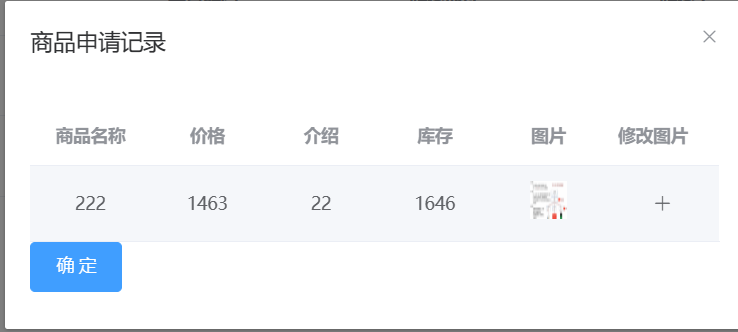 商品申请记录
商品名称 价格 介绍 库存 图片 修改图片
222 1463 22 1646
确定